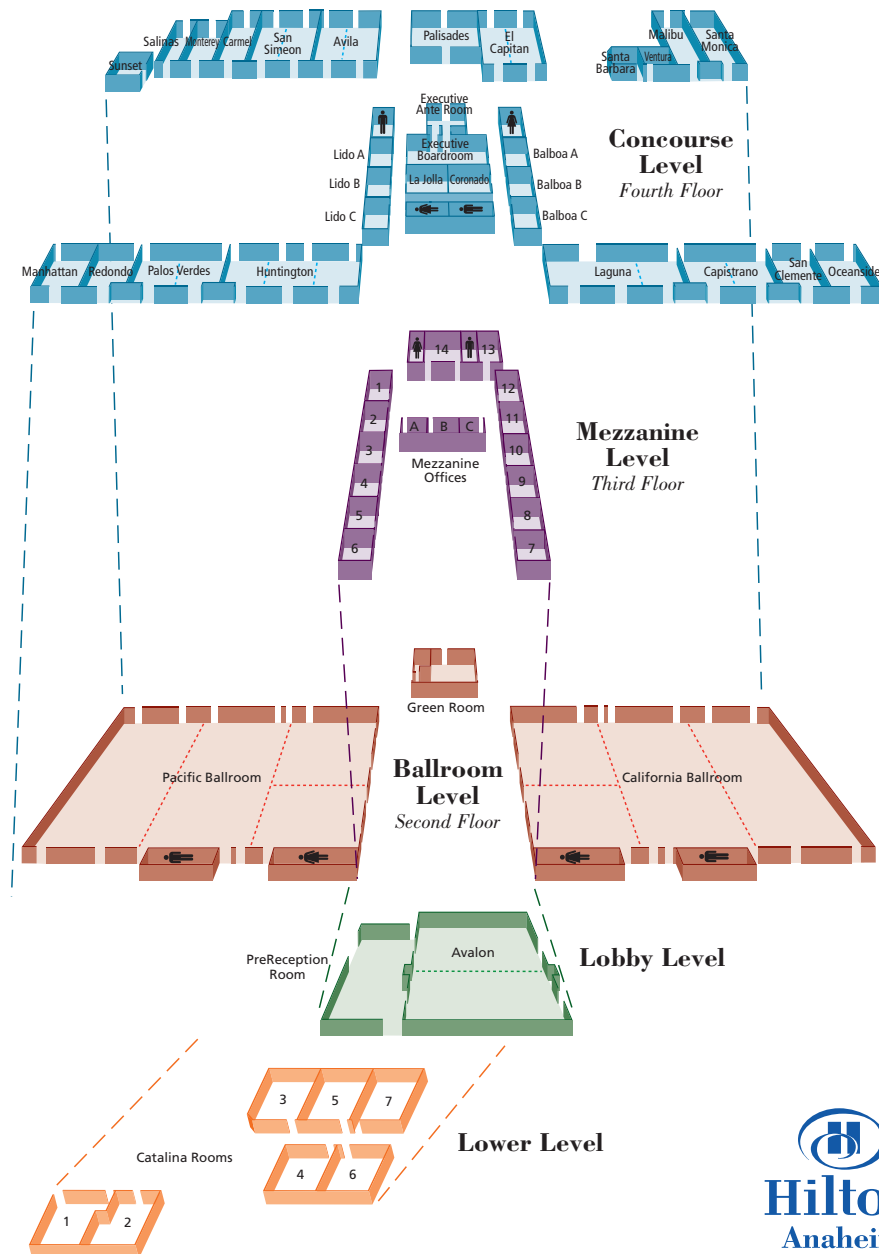 Salinas
Monterey
Carmel
San
Simeon
Avila
Palisades
El
Capitan
Malibu
Santa
Monica
Sunset
Santa
Barbara
Ventura
Executive
Ante Room
Concourse
Level
Fourth Floor
Lido A
Executive
Boardroom
Balboa A
Lido B
La Jolla
Coronado
Balboa B
Lido C
Balboa C
Manhattan
Redondo
Palos Verdes
Huntington
Laguna
Capistrano
San
Clemente
Oceanside
14
13
1
12
2
A
B
C
11
3
10
Mezzanine
Offices
Mezzanine
Level
Third Floor
4
9
5
8
6
7
Green Room
Pacific Ballroom
Ballroom
Level
Second Floor
California Ballroom
PreReception
Room
Avalon
Lobby Level
3
5
7
Catalina Rooms
4
6
Lower Level
1
2
Hilto
Anahei